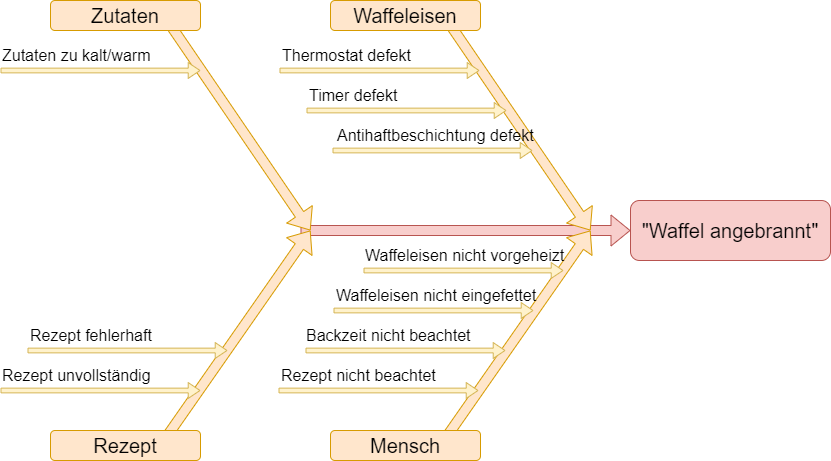 Zutaten
Waffeleisen
Zutaten zu kalt/warm
Thermostat defekt
Timer defekt
Antihaftbeschichtung defekt
"Waffel angebrannt"
Waffeleisen nicht vorgeheizt
Waffeleisen nicht eingefettet
Rezept fehlerhaft
Backzeit nicht beachtet
Rezept unvollständig
Rezept nicht beachtet
Rezept
Mensch